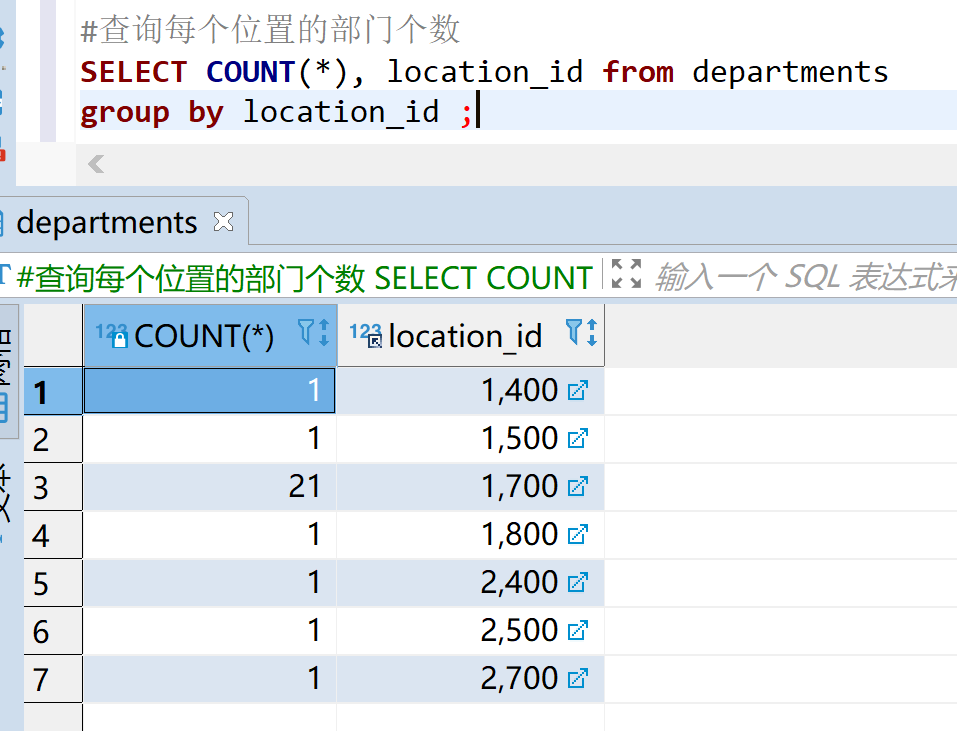 #查询每个位置的部门个数
SELECT COUNT(*), location_id from departments
group by location_id ;
departments
#查询每个位置的部门个数 SELECT COUNT
输入一个 SQL 表达式来
123 COUNT(*) 123 location_id
1 1 1,400
2 1 1,500
3 21 1,700
4 1 1,800
5 1 2,400
6 1 2,500
7 1 2,700